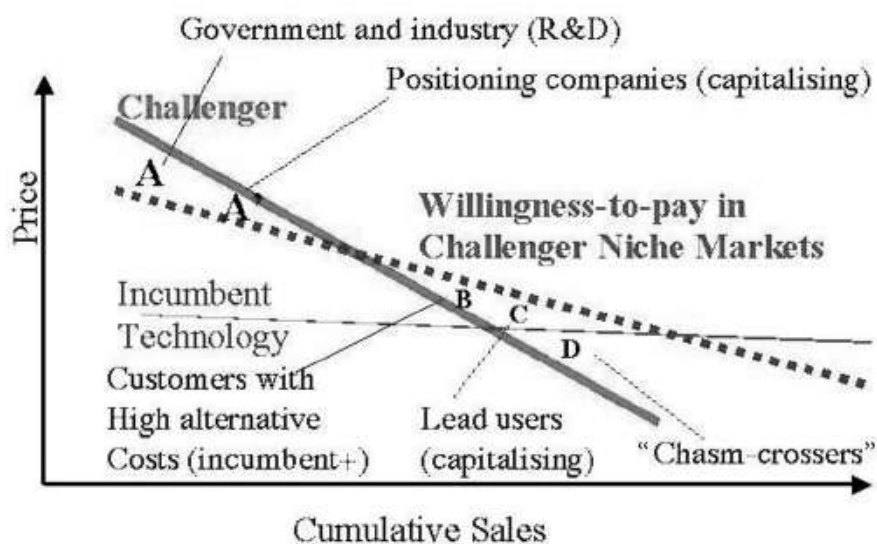 Government and industry (R&D)
Positioning companies (capitalising)
Challenger
A
A
Price
Willingness-to-pay in
Challenger Niche Markets
Incumbent
Technology
B
C
D
Customers with
High alternative
Costs (incumbent+)
Lead users
(capitalising)
“Chasm-crossers”
Cumulative Sales